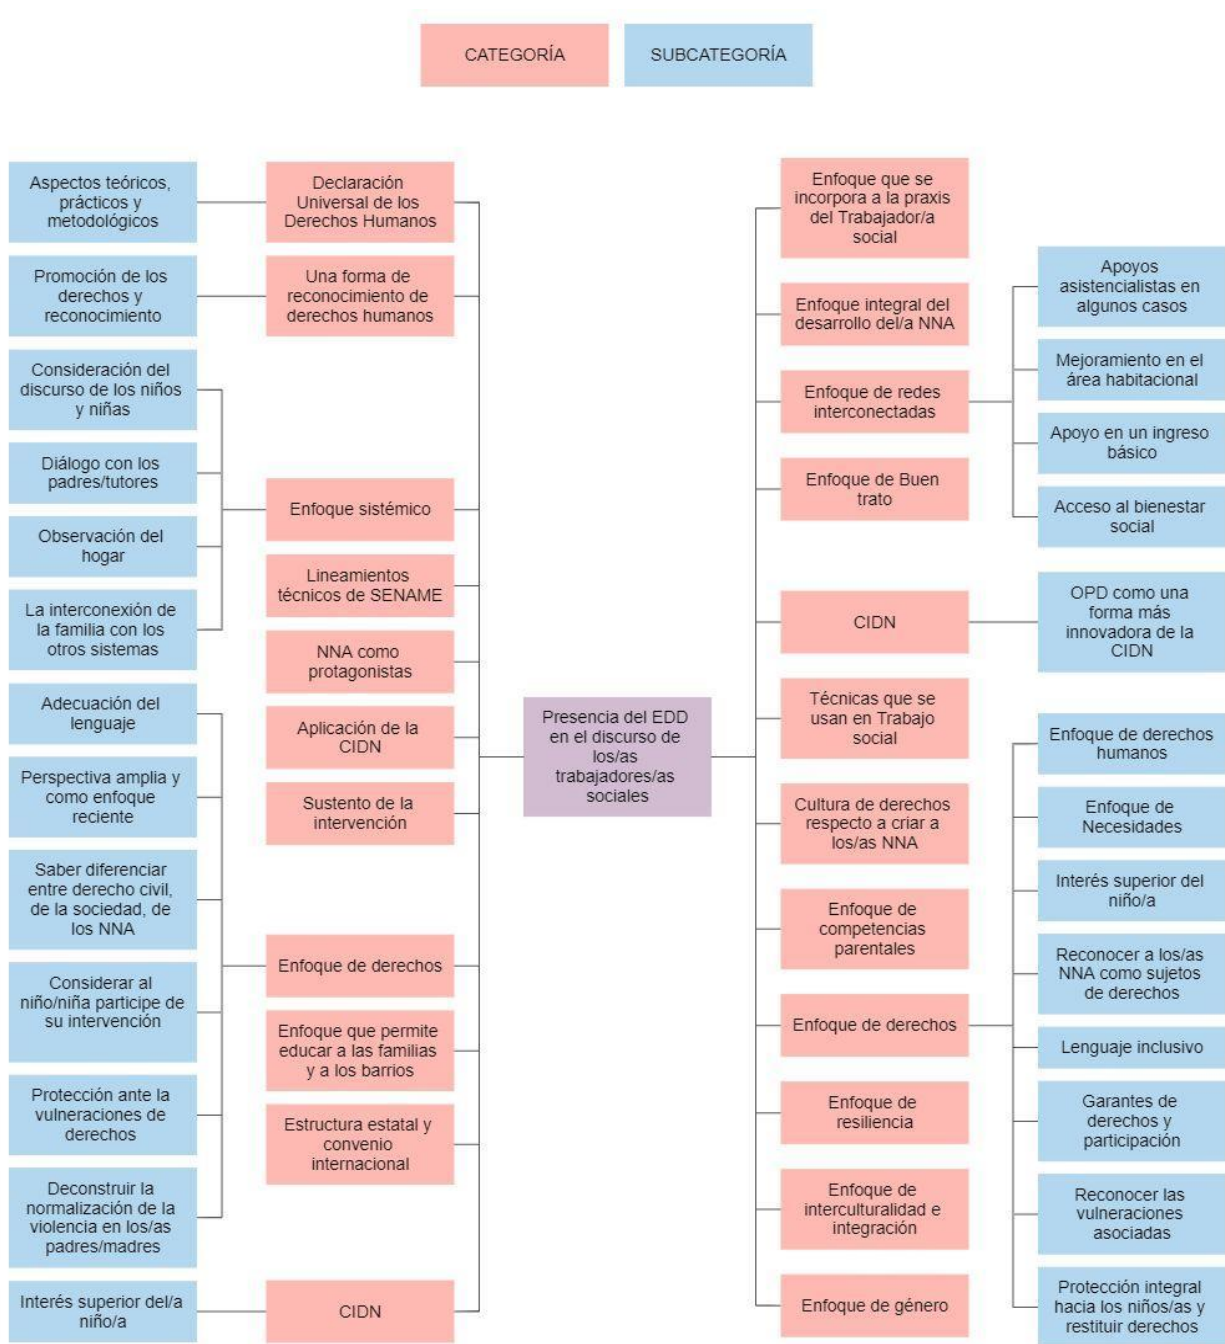 CATEGORÍA
SUBCATEGORÍA
Aspectos teóricos,
prácticos y
metodológicos
Promoción de los
derechos y
reconocimiento
Consideración del
discurso de los niños
y niñas
Diálogo con los
padres/tutores
Observación del
hogar
La interconexión de
la familia con los
otros sistemas
Adecuación del
lenguaje
Perspectiva amplia y
como enfoque
reciente
Saber diferenciar
entre derecho civil,
de la sociedad, de
los NNA
Considerar al
niño/niña participe de
su intervención
Protección ante la
vulneraciones de
derechos
Deconstruir la
normalización de la
violencia en los/as
padres/madres
Interés superior del/a
niño/a
Declaración
Universal de los
Derechos Humanos
Una forma de
reconocimiento de
derechos humanos
Enfoque sistémico
Lineamientos
técnicos de SENAME
NNA como
protagonistas
Aplicación de la
CIDN
Sustento de la
intervención
Enfoque de derechos
Enfoque que permite
educar a las familias
y a los barrios
Estructura estatal y
convenio
internacional
CIDN
Presencia del EDD
en el discurso de
los/as
trabajadores/as
sociales
Enfoque que se
incorpora a la praxis
del Trabajador/a
social
Enfoque integral del
desarrollo del/a NNA
Enfoque de redes
interconectadas
Enfoque de Buen
trato
CIDN
Técnicas que se
usan en Trabajo
social
Cultura de derechos
respecto a criar a
los/as NNA
Enfoque de
competencias
parentales
Enfoque de derechos
Enfoque de
resiliencia
Enfoque de
interculturalidad e
integración
Enfoque de género
Apoyos
asistencialistas en
algunos casos
Mejoramiento en el
área habitacional
Apoyo en un ingreso
básico
Acceso al bienestar
social
OPD como una
forma más
innovadora de la
CIDN
Enfoque de derechos
humanos
Enfoque de
Necesidades
Interés superior del
niño/a
Reconocer a los/as
NNA como sujetos
de derechos
Lenguaje inclusivo
Garantes de
derechos y
participación
Reconocer las
vulneraciones
asociadas
Protección integral
hacia los niños/as y
restituir derechos